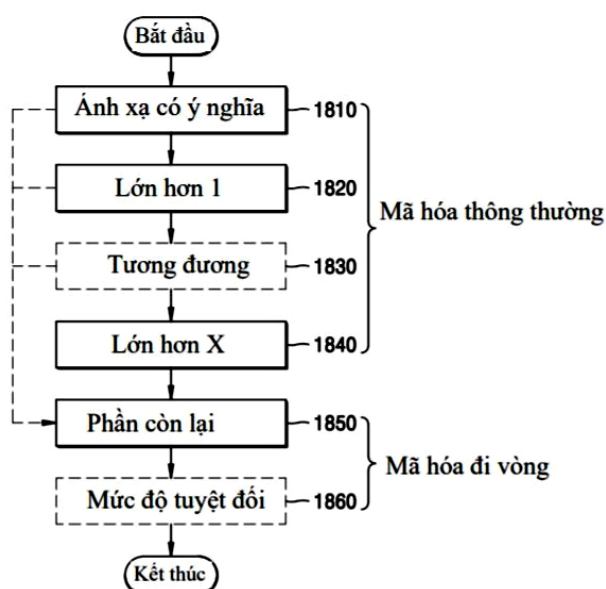 Bắt đầu
Ánh xạ có ý nghĩa 1810
Lớn hơn 1 1820
Mã hóa thông thường
Tương đương 1830
Lớn hơn X 1840
Phần còn lại 1850
Mã hóa đi vòng
Mức độ tuyệt đối 1860
Kết thúc